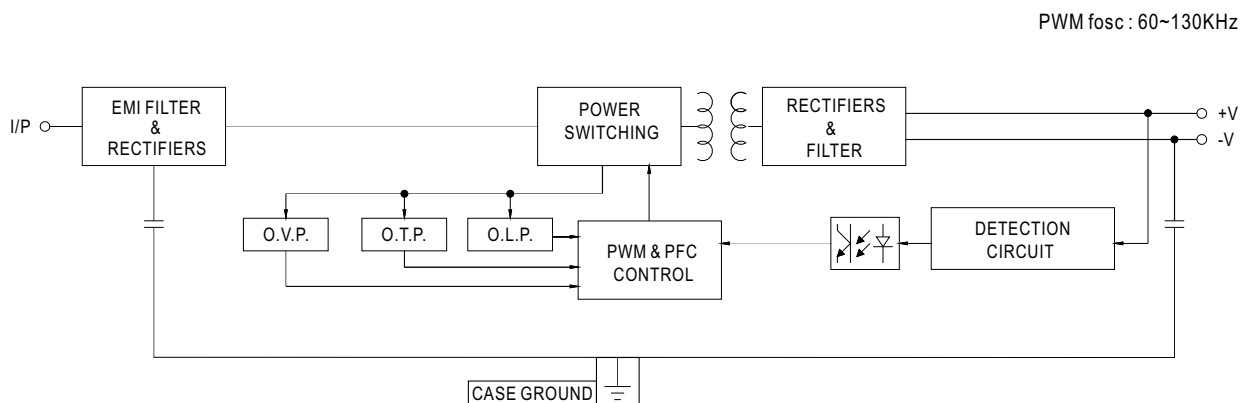 PWM fosc : 60~130KHz
I/P
EMI FILTER
&
RECTIFIERS
POWER
SWITCHING
RECTIFIERS
&
FILTER
+V
-V
O.V.P.
O.T.P.
O.L.P.
PWM & PFC
CONTROL
DETECTION
CIRCUIT
CASE GROUND